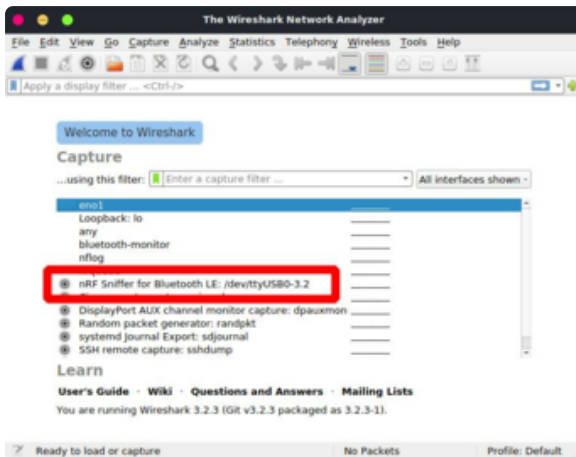 The Wireshark Network Analyzer
File Edit View Go Capture Analyze Statistics Telephony Wireless Tools Help
Apply a display filter ... <Ctrl-/>
Welcome to Wireshark
Capture
...using this filter: Enter a capture filter ... All interfaces shown
eno1
Loopback: lo
any
bluetooth-monitor
nflog
nRF Sniffer for Bluetooth LE: /dev/ttyUSB0-3.2
DisplayPort AUX channel monitor capture: dpauxmon
Random packet generator: randpkt
systemd Journal Export: sdjournal
SSH remote capture: sshdump
Learn
User's Guide · Wiki · Questions and Answers · Mailing Lists
You are running Wireshark 3.2.3 (Git v3.2.3 packaged as 3.2.3-1).
Ready to load or capture No Packets Profile: Default